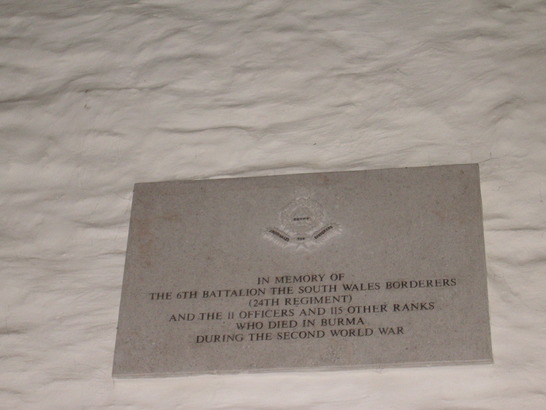 IN MEMORY OF
THE 6TH BATTALION THE SOUTH WALES BORDERERS
(24TH REGIMENT)
AND THE 11 OFFICERS AND 115 OTHER RANKS
WHO DIED IN BURMA
DURING THE SECOND WORLD WAR